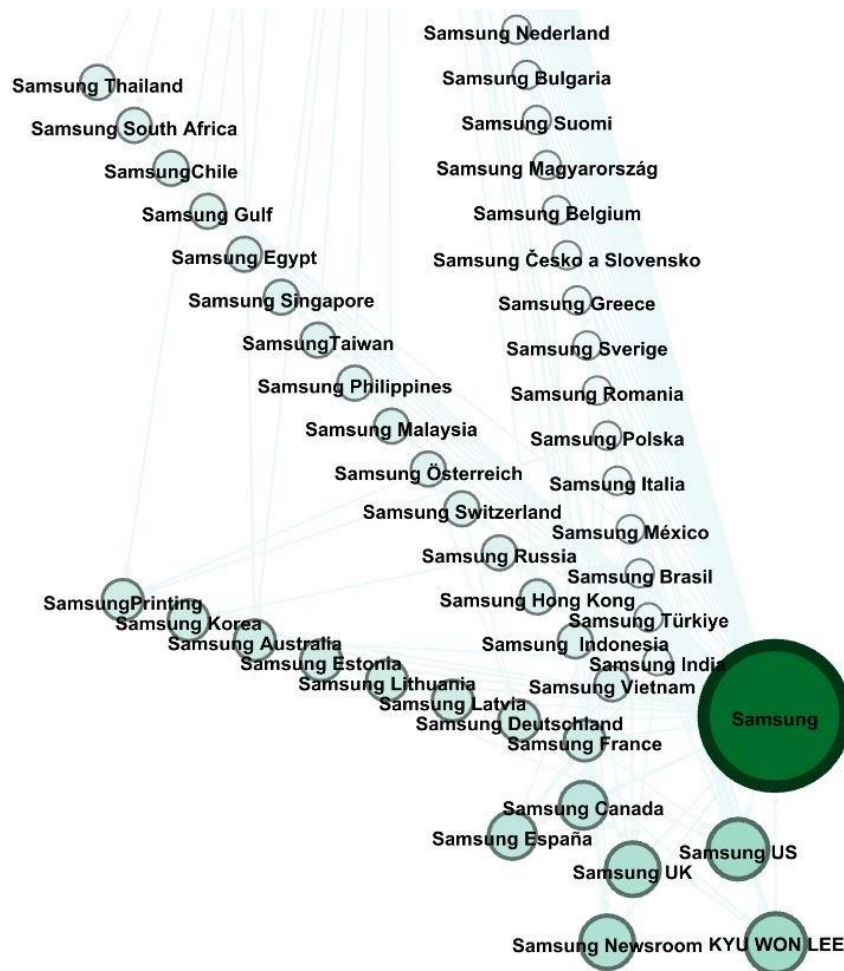 Samsung Nederland
Samsung Thailand
Samsung Bulgaria
Samsung South Africa
Samsung Suomi
SamsungChile
Samsung Magyarország
Samsung Gulf
Samsung Belgium
Samsung Egypt
Samsung Česko a Slovensko
Samsung Singapore
Samsung Greece
SamsungTaiwan
Samsung Sverige
Samsung Philippines
Samsung Romania
Samsung Malaysia
Samsung Polska
Samsung Österreich
Samsung Italia
Samsung Switzerland
Samsung México
Samsung Russia
Samsung Brasil
Samsung Hong Kong
SamsungPrinting
Samsung Türkiye
Samsung Korea
Samsung Indonesia
Samsung Australia
Samsung Estonia
Samsung India
Samsung Lithuania
Samsung Vietnam
Samsung Latvia
Samsung Deutschland
Samsung
Samsung France
Samsung Canada
Samsung España
Samsung US
Samsung UK
Samsung Newsroom
KYU WON LEE